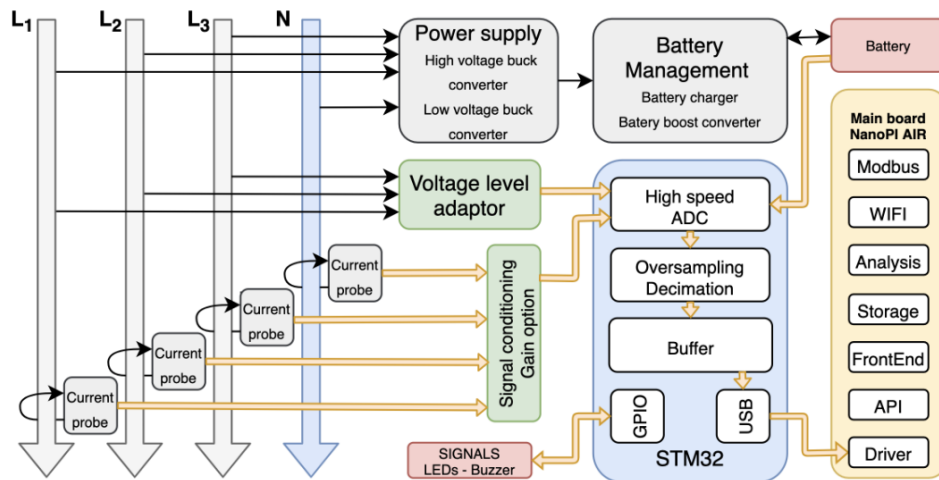 L1
L2
L3
N
Power supply
High voltage buck
converter
Low voltage buck
converter
Battery
Management
Battery charger
Batery boost converter
Battery
Main board
NanoPI AIR
Modbus
WIFI
Analysis
Storage
FrontEnd
API
Driver
Voltage level
adaptor
High speed
ADC
Oversampling
Decimation
Buffer
GPIO
USB
STM32
Current
probe
Current
probe
Current
probe
Current
probe
Signal conditioning
Gain option
SIGNALS
LEDs - Buzzer